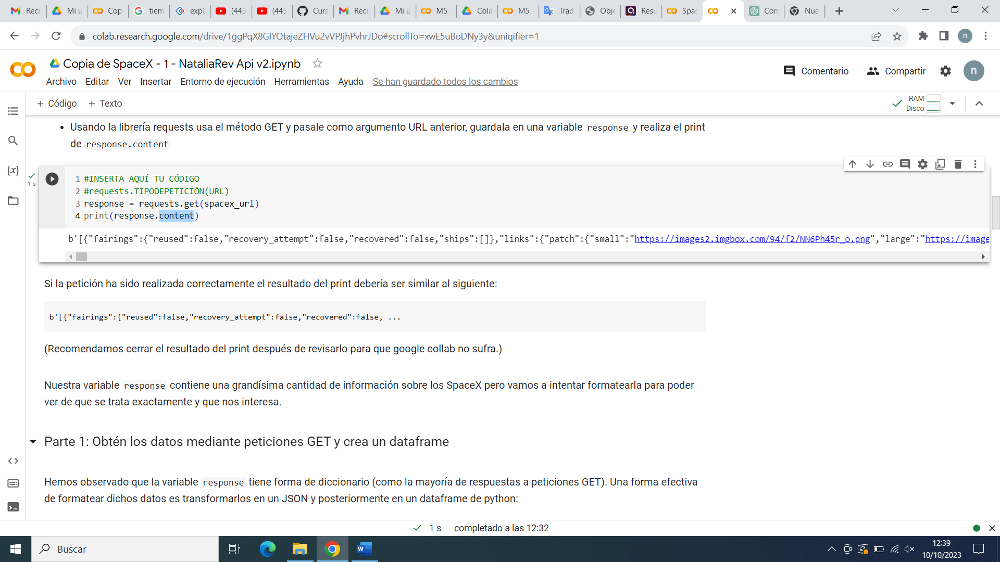 Reci
Mi u
Cop
tiem
exp
(445
(445
Curs
Reci
Mi u
M5
Cola
M5 -
Trad
Obje
Resu
Spac
Con
Nue
colab.research.google.com/drive/1ggPqX8GIYOtajeZHVu2vVPJjhPvhrJDo#scrollTo=xwE5uBoDNy3y&uniqifier=1
n
Copia de SpaceX - 1 - NataliaRev Api v2.ipynb
Comentario
Compartir
n
Archivo Editar Ver Insertar Entorno de ejecución Herramientas Ayuda Se han guardado todos los cambios
+ Código + Texto
RAM
Disco
• Usando la librería requests usa el método GET y pasale como argumento URL anterior, guardala en una variable response y realiza el print
de response.content
{x}
1 s
1 #INSERTA AQUÍ TU CÓDIGO
2 #requests.TIPODEPETICIÓN(URL)
3 response = requests.get(spacex_url)
4 print(response.content)
b'[{"fairings":{"reused":false,"recovery_attempt":false,"recovered":false,"ships":[]},"links":{"patch":{"small":"https://images2.imgbox.com/94/f2/NN6Ph45r_o.png","large":"https://image
Si la petición ha sido realizada correctamente el resultado del print debería ser similar al siguiente:
b'[{"fairings":{"reused":false,"recovery_attempt":false,"recovered":false, ...
(Recomendamos cerrar el resultado del print después de revisarlo para que google collab no sufra.)
Nuestra variable response contiene una grandísima cantidad de información sobre los SpaceX pero vamos a intentar formatearla para poder
ver de que se trata exactamente y que nos interesa.
Parte 1: Obtén los datos mediante peticiones GET y crea un dataframe
Hemos observado que la variable response tiene forma de diccionario (como la mayoría de respuestas a peticiones GET). Una forma efectiva
de formatear dichos datos es transformarlos en un JSON y posteriormente en un dataframe de python:
1 s completado a las 12:32
Buscar
12:39
10/10/2023